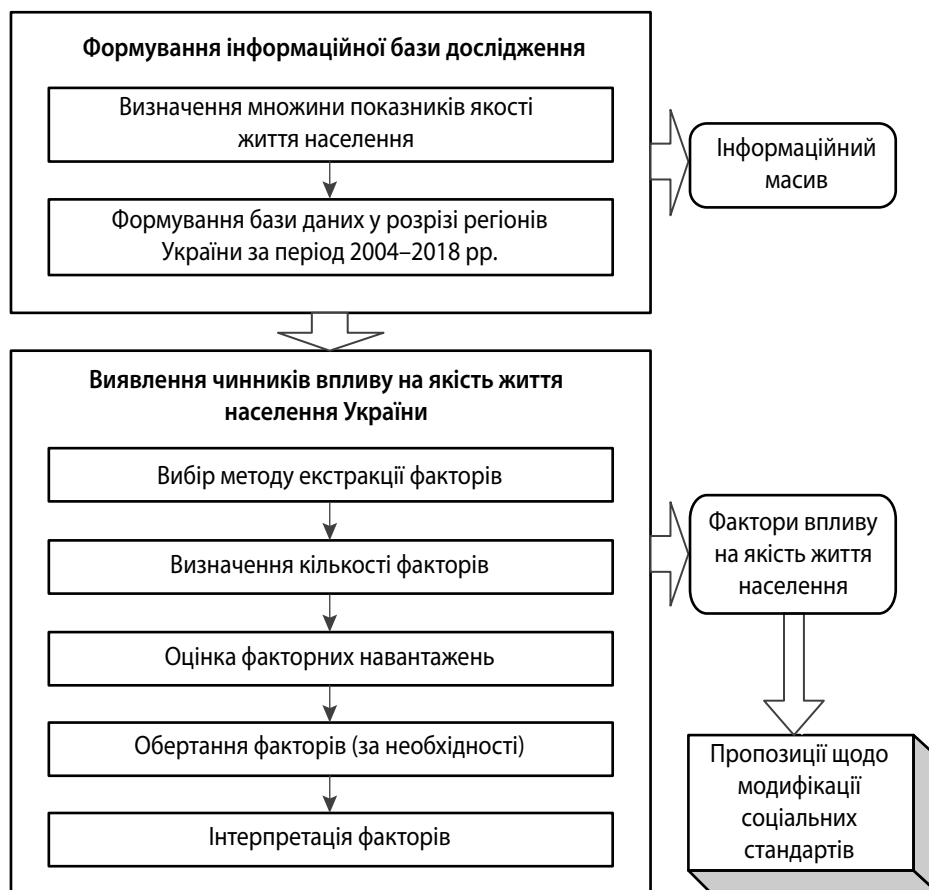 Формування інформаційної бази дослідження
Визначення множини показників якості
життя населення
Формування бази даних у розрізі регіонів
України за період 2004–2018 рр.
Інформаційний
масив
Виявлення чинників впливу на якість життя
населення України
Вибір методу екстракції факторів
Визначення кількості факторів
Оцінка факторних навантажень
Обертання факторів (за необхідності)
Інтерпретація факторів
Фактори впливу
на якість життя
населення
Пропозиції щодо
модифікації
соціальних
стандартів